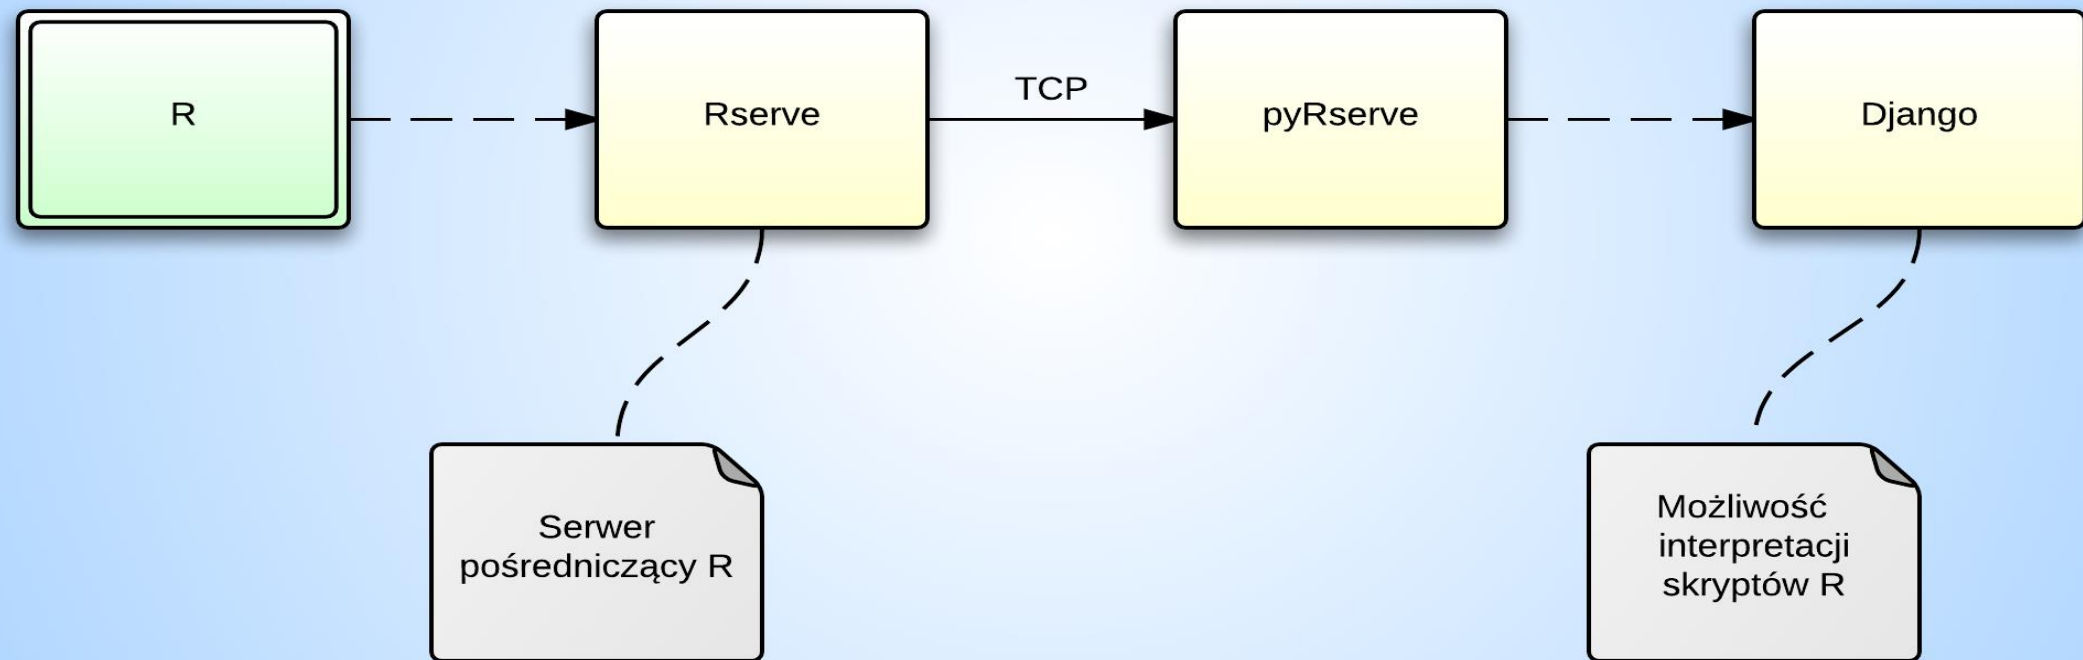 R
Rserve
TCP
pyRserve
Django
Serwer
pośredniczący R
Możliwość
interpretacji
skryptów R